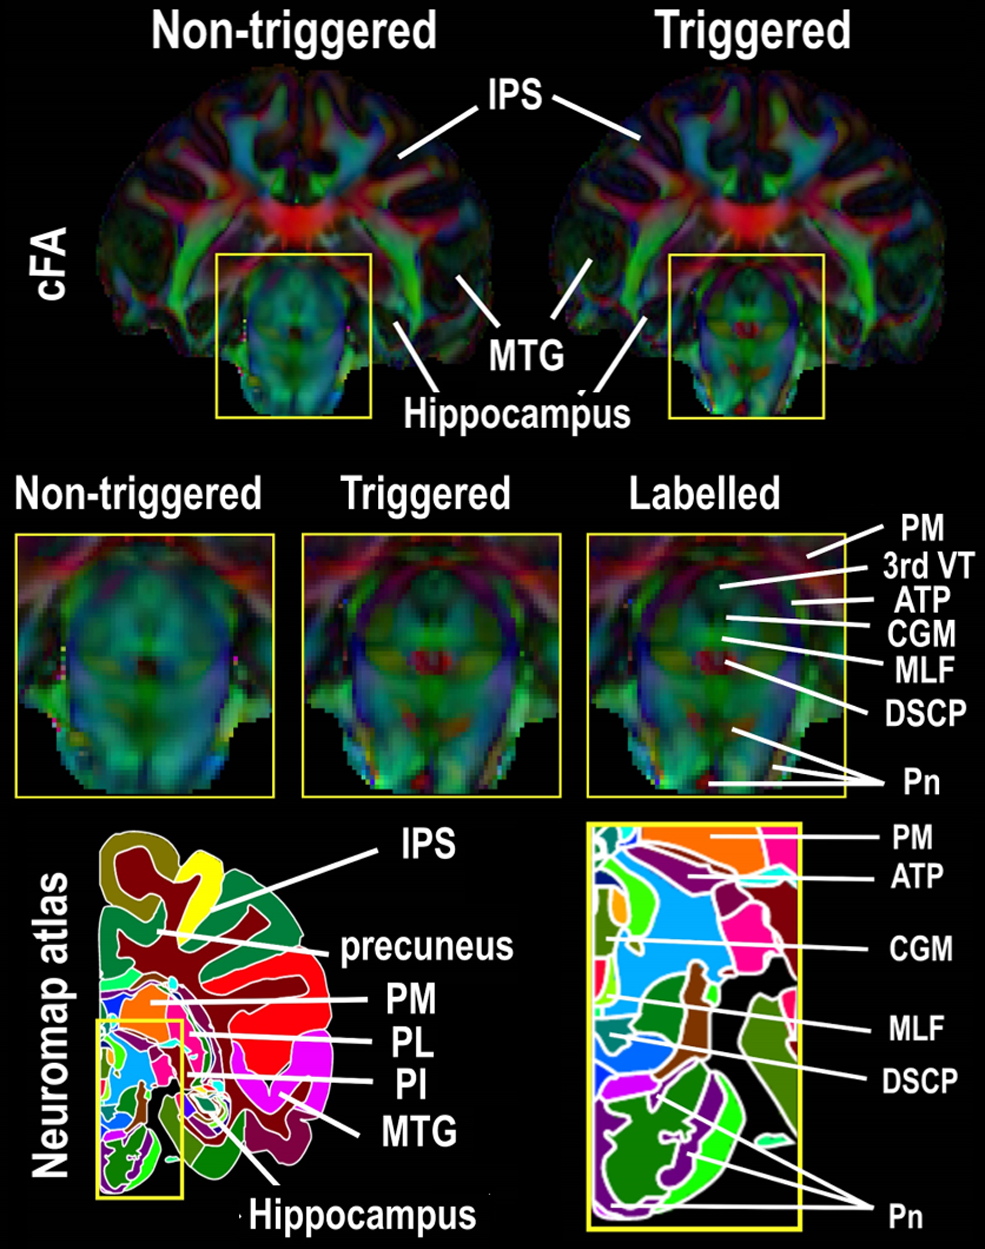 Non-triggered
Triggered
IPS
cFA
MTG
Hippocampus
Non-triggered
Triggered
Labelled
PM
3rd VT
ATP
CGM
MLF
DSCP
Pn
Neuromap atlas
IPS
precuneus
PM
PL
PI
MTG
Hippocampus
PM
ATP
CGM
MLF
DSCP
Pn